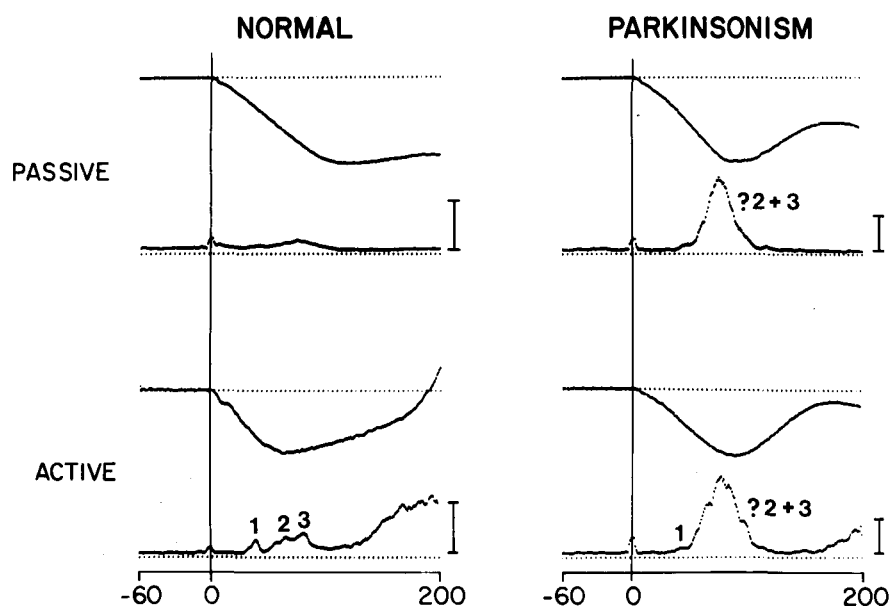 NORMAL
PARKINSONISM
PASSIVE
?2+3
ACTIVE
1 2 3
1 ?2+3
-60 0 200
-60 0 200